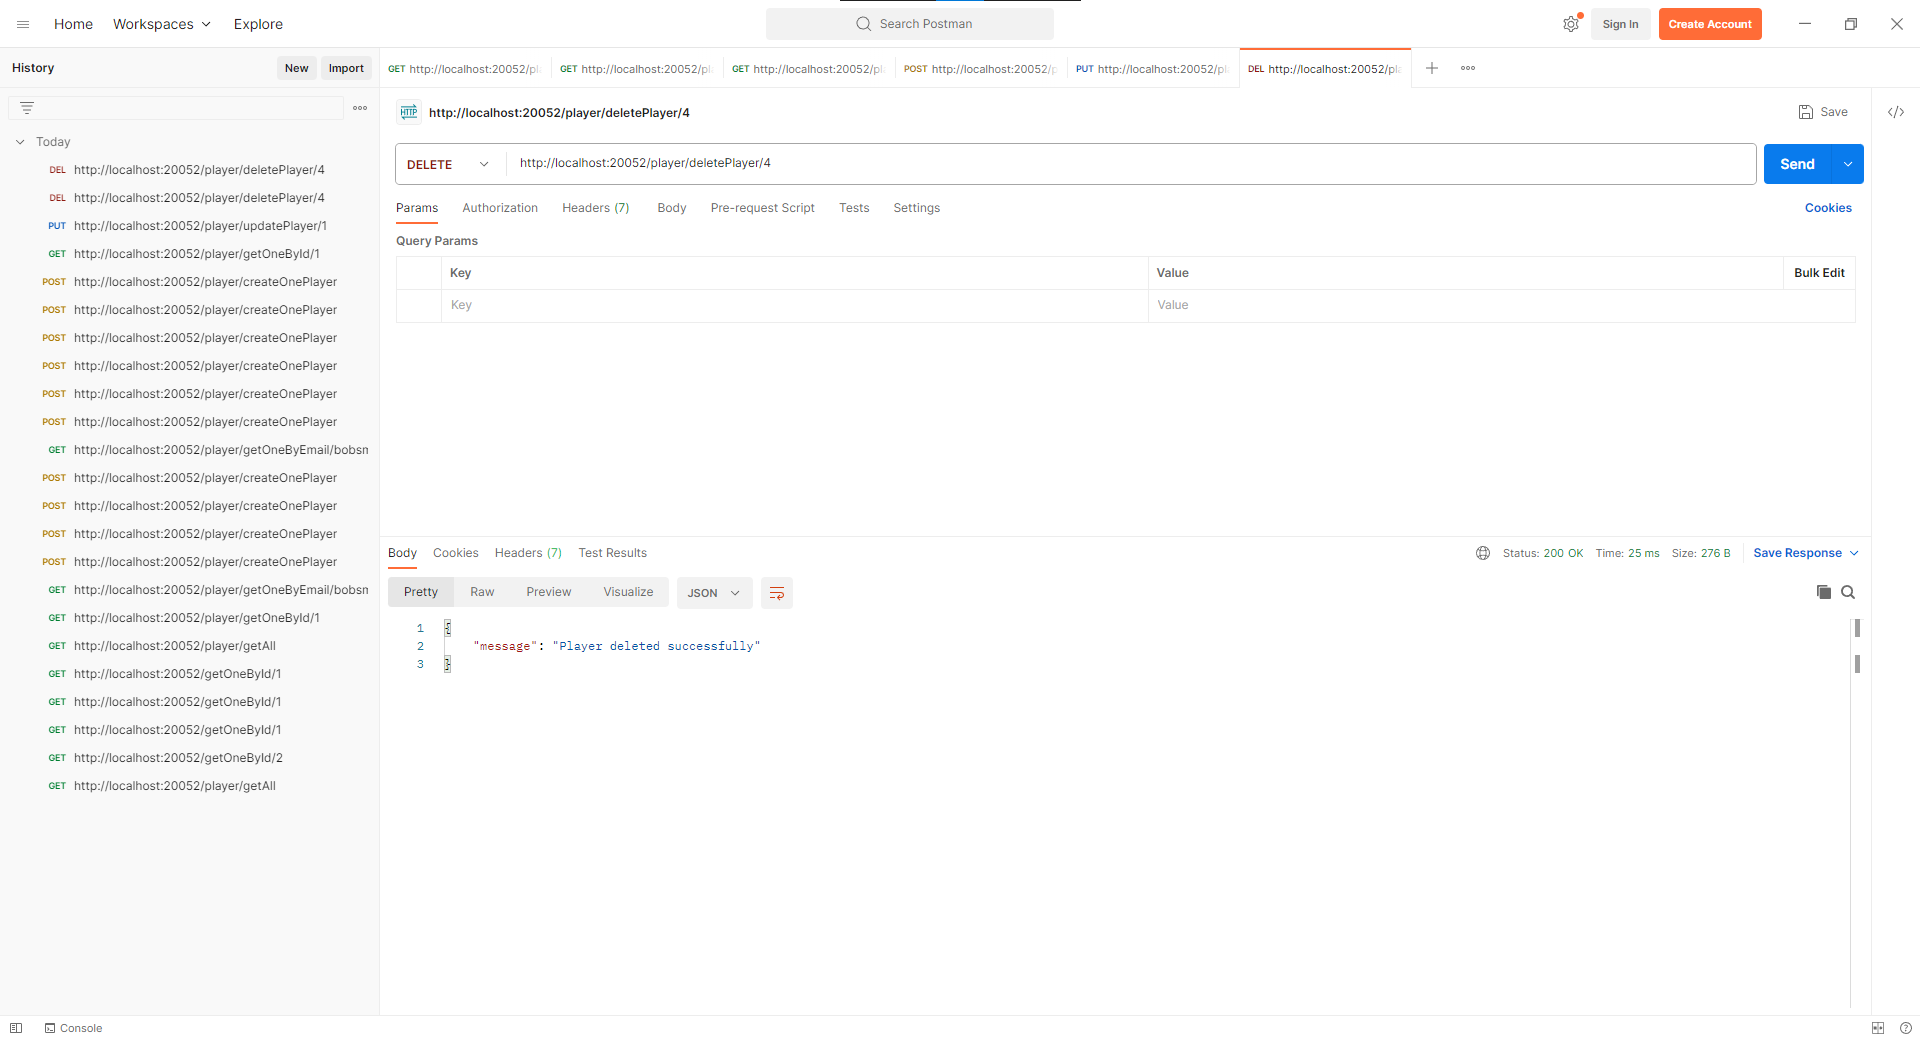 Home Workspaces Explore Search Postman Sign In Create Account
History New Import
GET http://localhost:20052/pl GET http://localhost:20052/pl GET http://localhost:20052/pl POST http://localhost:20052/p PUT http://localhost:20052/pl DEL http://localhost:20052/pl
HTTP http://localhost:20052/player/deletePlayer/4 Save
Today
DEL http://localhost:20052/player/deletePlayer/4
DEL http://localhost:20052/player/deletePlayer/4
PUT http://localhost:20052/player/updatePlayer/1
GET http://localhost:20052/player/getOneById/1
POST http://localhost:20052/player/createOnePlayer
POST http://localhost:20052/player/createOnePlayer
POST http://localhost:20052/player/createOnePlayer
POST http://localhost:20052/player/createOnePlayer
POST http://localhost:20052/player/createOnePlayer
POST http://localhost:20052/player/createOnePlayer
GET http://localhost:20052/player/getOneByEmail/bobsm
POST http://localhost:20052/player/createOnePlayer
POST http://localhost:20052/player/createOnePlayer
POST http://localhost:20052/player/createOnePlayer
POST http://localhost:20052/player/createOnePlayer
GET http://localhost:20052/player/getOneByEmail/bobsm
GET http://localhost:20052/player/getOneById/1
GET http://localhost:20052/player/getAll
GET http://localhost:20052/getOneById/1
GET http://localhost:20052/getOneById/1
GET http://localhost:20052/getOneById/1
GET http://localhost:20052/getOneById/2
GET http://localhost:20052/player/getAll
DELETE http://localhost:20052/player/deletePlayer/4 Send
Params Authorization Headers (7) Body Pre-request Script Tests Settings Cookies
Query Params
Key Value Bulk Edit
Key Value
Body Cookies Headers (7) Test Results Status: 200 OK Time: 25 ms Size: 276 B Save Response
Pretty Raw Preview Visualize JSON
1 {
2 "message": "Player deleted successfully"
3 }
Console